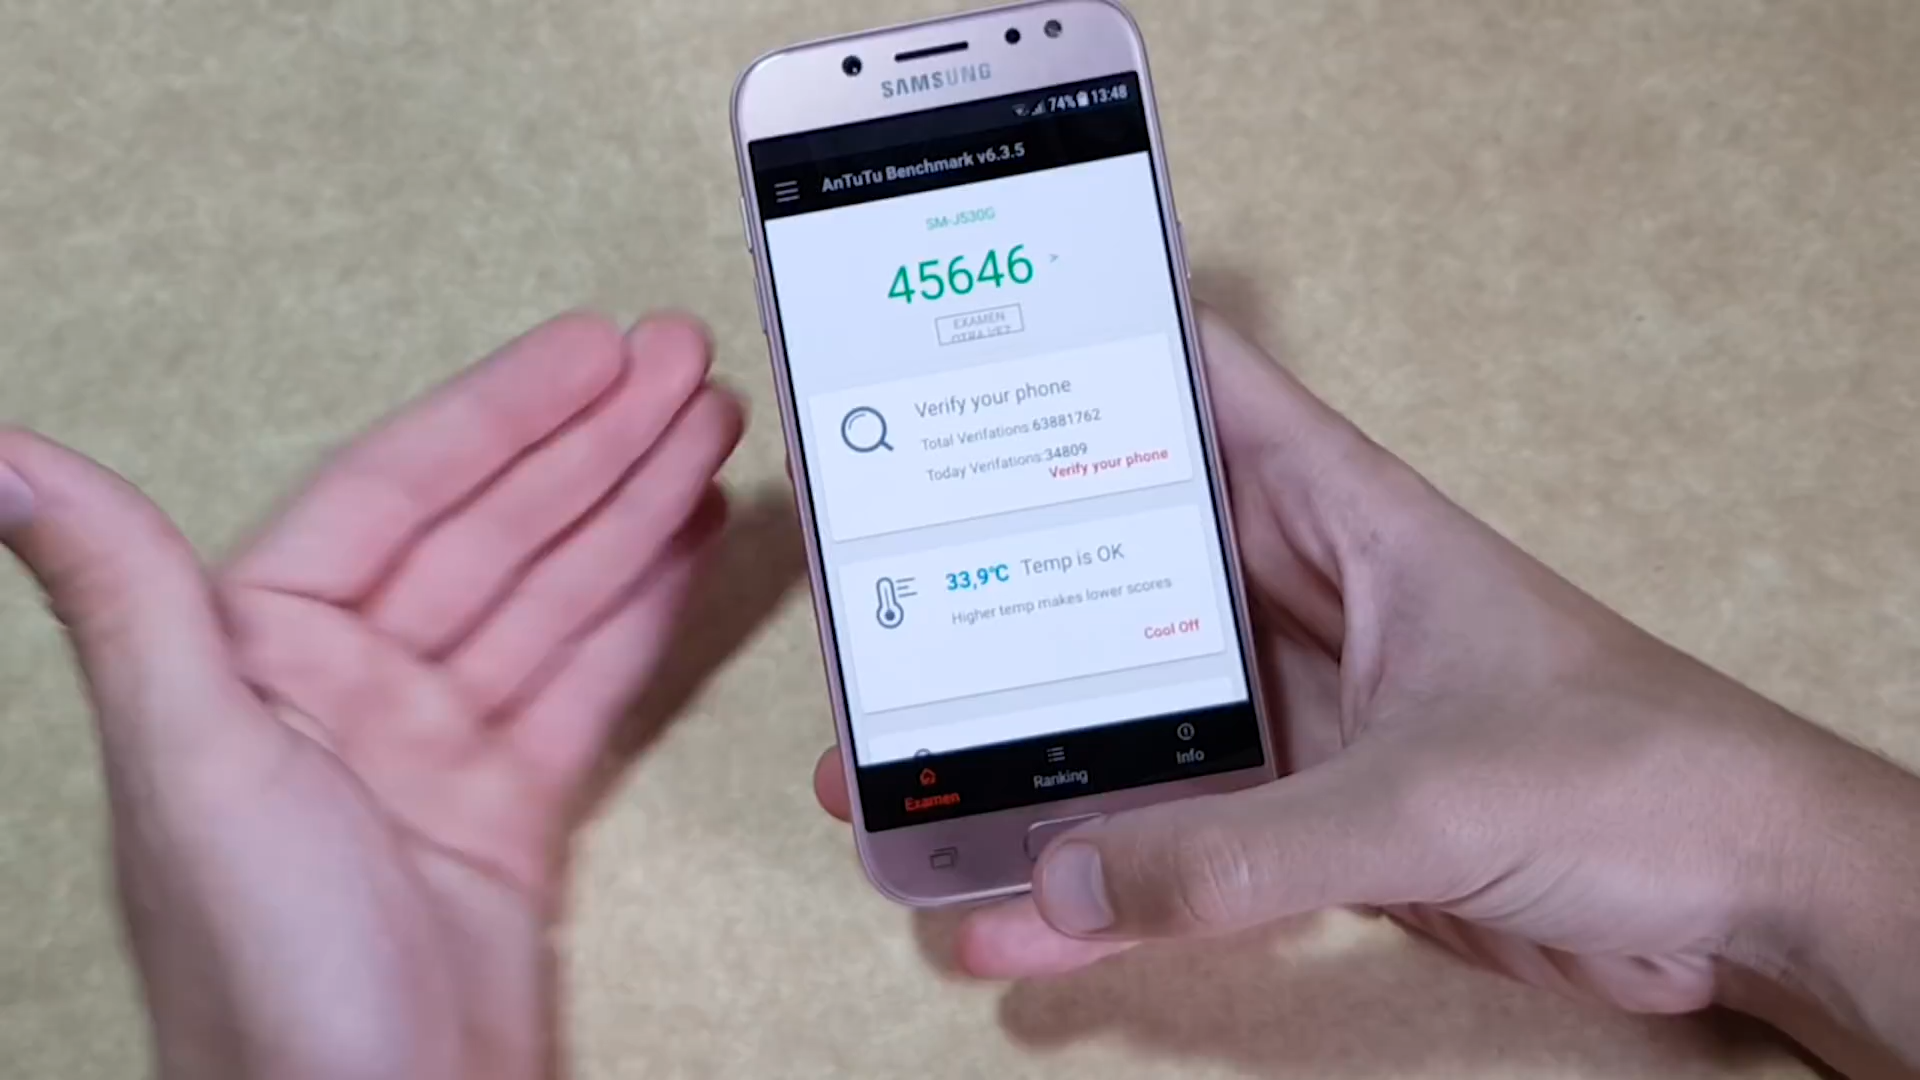 SAMSUNG
74% 13:48
AnTuTu Benchmark v6.3.5
SM-J530G
45646 >
EXAMEN
OTRA VEZ
Verify your phone
Total Verifations:63881762
Today Verifations:34809
Verify your phone
33,9°C Temp is OK
Higher temp makes lower scores
Cool Off
Examen
Ranking
Info